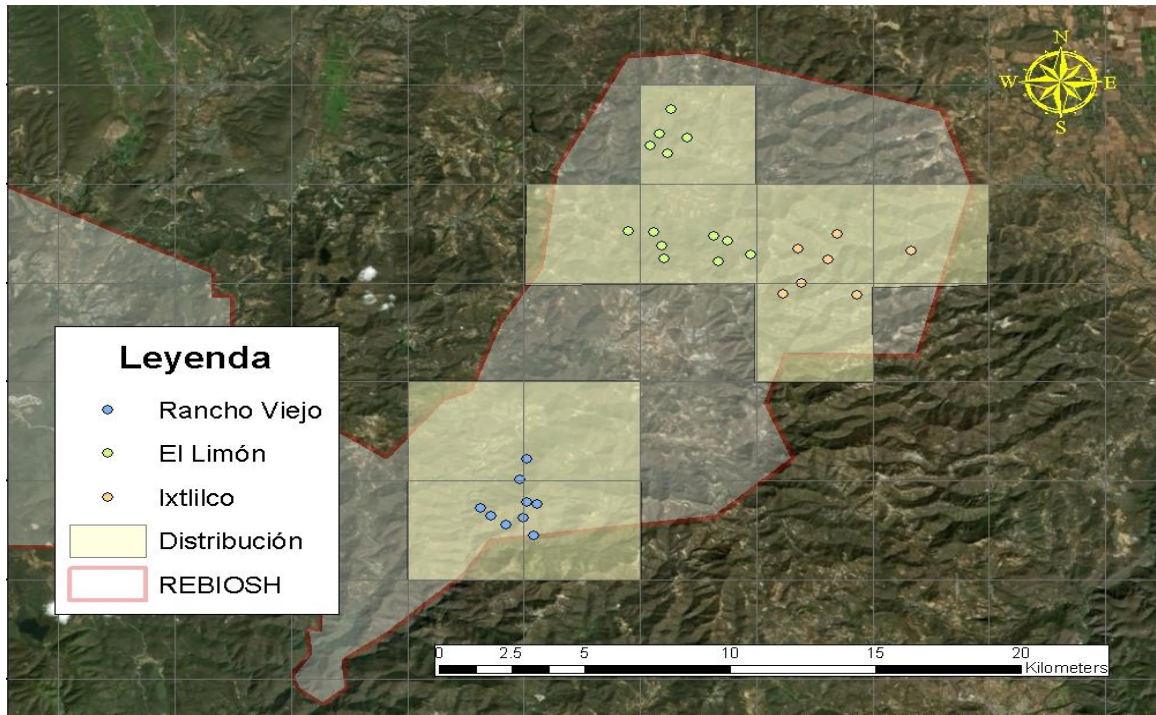 N
W E
S
Leyenda
Rancho Viejo
El Limón
Ixtlilco
Distribución
REBIOSH
0 2.5 5 10 15 20
Kilometers